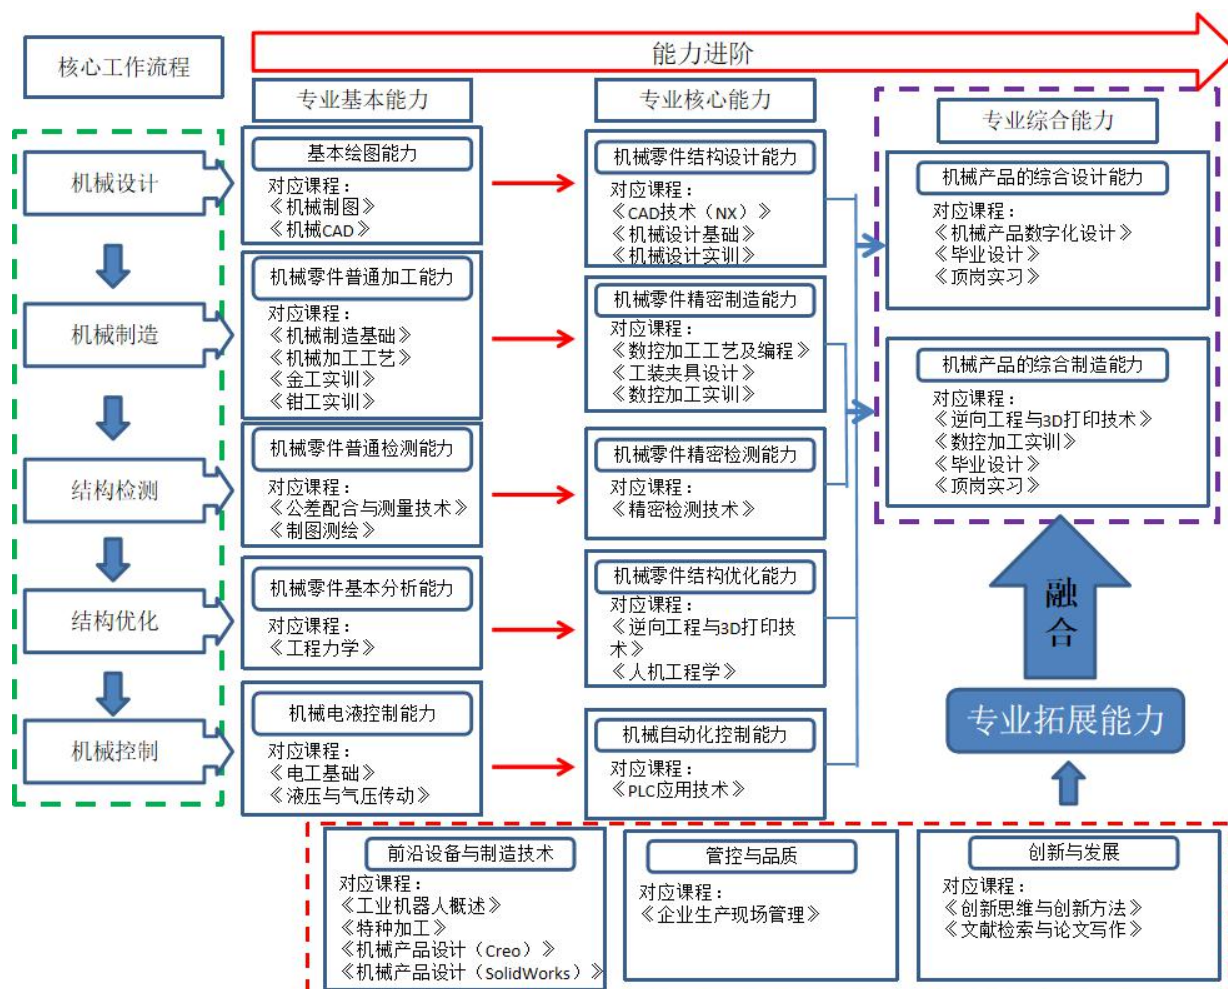 核心工作流程
能力进阶
专业基本能力
专业核心能力
专业综合能力
机械设计
机械制造
结构检测
结构优化
机械控制
基本绘图能力
对应课程：
《机械制图》
《机械CAD》
机械零件普通加工能力
对应课程：
《机械制造基础》
《机械加工工艺》
《金工实训》
《钳工实训》
机械零件普通检测能力
对应课程：
《公差配合与测量技术》
《制图测绘》
机械零件基本分析能力
对应课程：
《工程力学》
机械电液控制能力
对应课程：
《电工基础》
《液压与气压传动》
机械零件结构设计能力
对应课程：
《CAD技术（NX）》
《机械设计基础》
《机械设计实训》
机械零件精密制造能力
对应课程：
《数控加工工艺及编程》
《工装夹具设计》
《数控加工实训》
机械零件精密检测能力
对应课程：
《精密检测技术》
机械零件结构优化能力
对应课程：
《逆向工程与3D打印技
术》
《人机工程学》
机械自动化控制能力
对应课程：
《PLC应用技术》
机械产品的综合设计能力
对应课程：
《机械产品数字化设计》
《毕业设计》
《顶岗实习》
机械产品的综合制造能力
对应课程：
《逆向工程与3D打印技术》
《数控加工实训》
《毕业设计》
《顶岗实习》
融
合
专业拓展能力
前沿设备与制造技术
对应课程：
《工业机器人概述》
《特种加工》
《机械产品设计（Creo）》
《机械产品设计（SolidWorks）》
管控与品质
对应课程：
《企业生产现场管理》
创新与发展
对应课程：
《创新思维与创新方法》
《文献检索与论文写作》